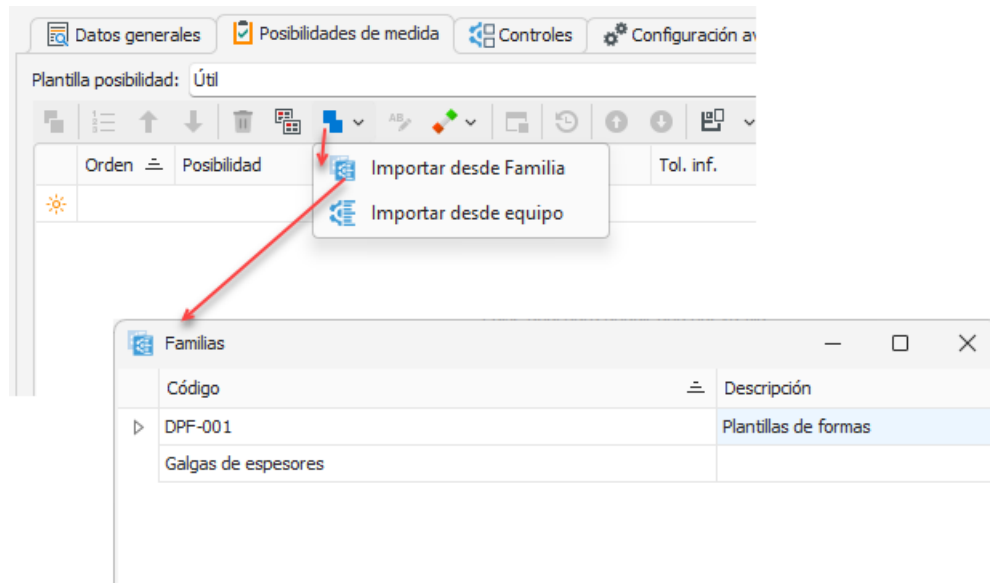 Datos generales Posibilidades de medida Controles Configuración av
Plantilla posibilidad: Útil
Orden Posibilidad Tol. inf.
Importar desde Familia
Importar desde equipo
Familias
Código Descripción
DPF-001 Plantillas de formas
Galgas de espesores